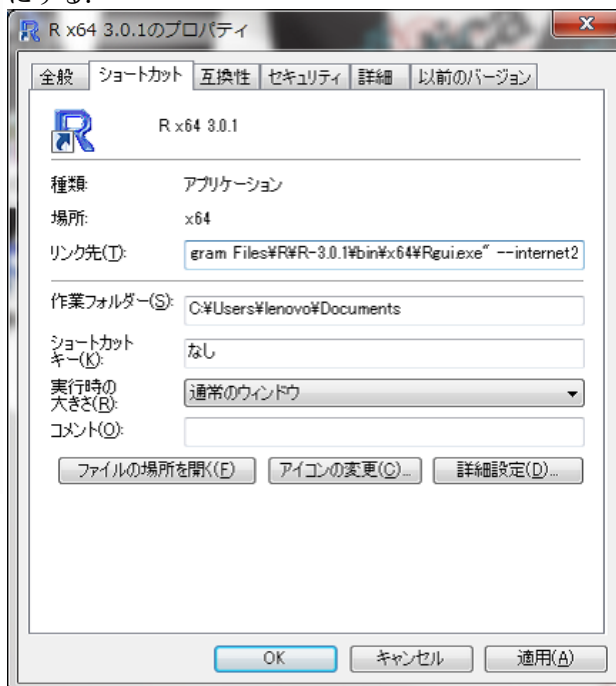 にする.
R x64 3.0.1のプロパティ
全般 ショートカット 互換性 セキュリティ 詳細 以前のバージョン
R x64 3.0.1
種類: アプリケーション
場所: x64
リンク先(T): gram Files¥R¥R-3.0.1¥bin¥x64¥Rgui.exe" --internet2
作業フォルダー(S): C:¥Users¥lenovo¥Documents
ショートカット
キー(K): なし
実行時の
大きさ(R): 通常のウィンドウ
コメント(O):
ファイルの場所を開く(F) アイコンの変更(C)... 詳細設定(D)...
OK キャンセル 適用(A)